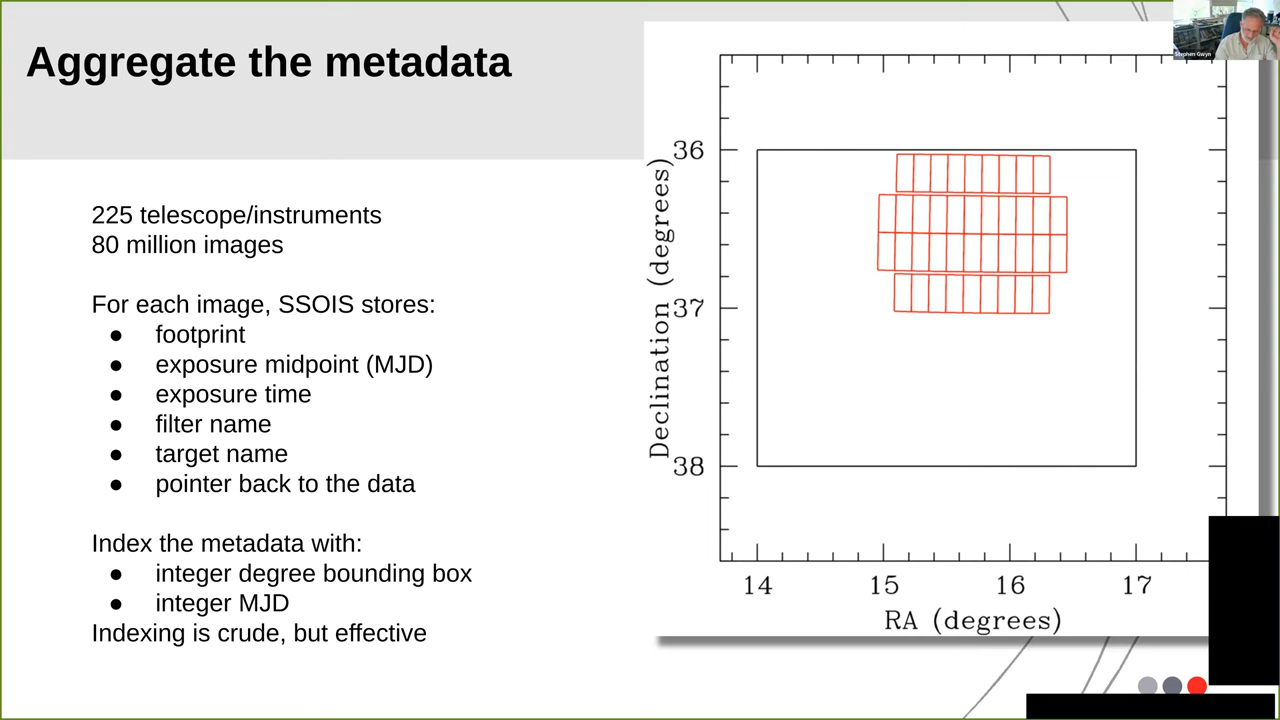 Aggregate the metadata
225 telescope/instruments
80 million images
For each image, SSOIS stores:
● footprint
● exposure midpoint (MJD)
● exposure time
● filter name
● target name
● pointer back to the data
Index the metadata with:
● integer degree bounding box
● integer MJD
Indexing is crude, but effective
Declination (degrees)
36
37
38
14 15 16 17
RA (degrees)
Stephen Gwyn